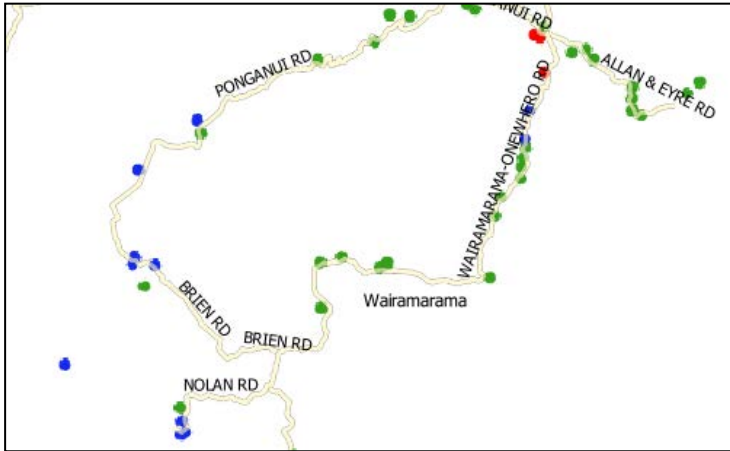 ANUI RD
PONGANUI RD
ALLAN & EYRE RD
WAIRAMARAMA-ONEWHERO RD
Wairamarama
BRIEN RD
BRIEN RD
NOLAN RD